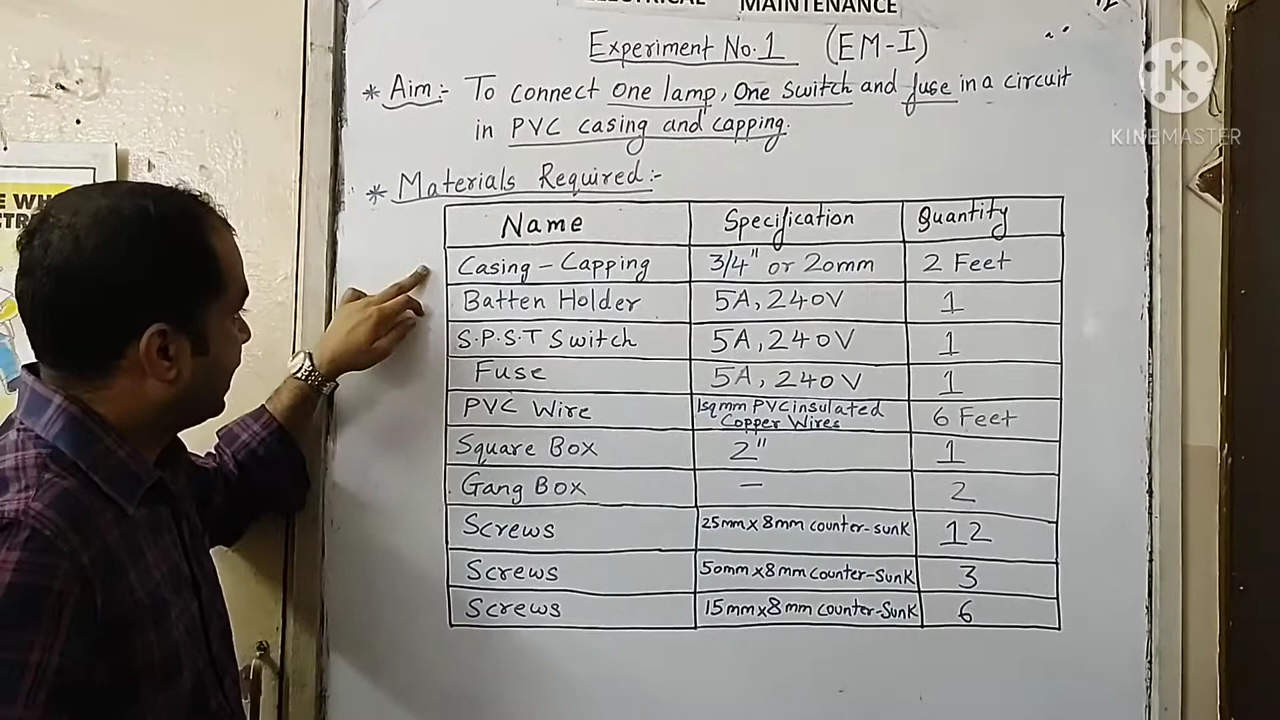 ELECTRICAL MAINTENANCE
Experiment No.1 (EM-I)
* Aim:- To connect One lamp, One switch and fuse in a circuit
in PVC casing and capping.
* Materials Required:-
Name Specification Quantity
Casing - Capping 3/4" or 20mm 2 Feet
Batten Holder 5A, 240V 1
S.P.S.T Switch 5A, 240V 1
Fuse 5A, 240V 1
PVC Wire 1sqmm PVC insulated Copper Wires 6 Feet
Square Box 2" 1
Gang Box — 2
Screws 25mm x 8mm counter-sunk 12
Screws 50mm x 8mm counter-sunk 3
Screws 15mm x 8mm counter-sunk 6
K
KINEMASTER